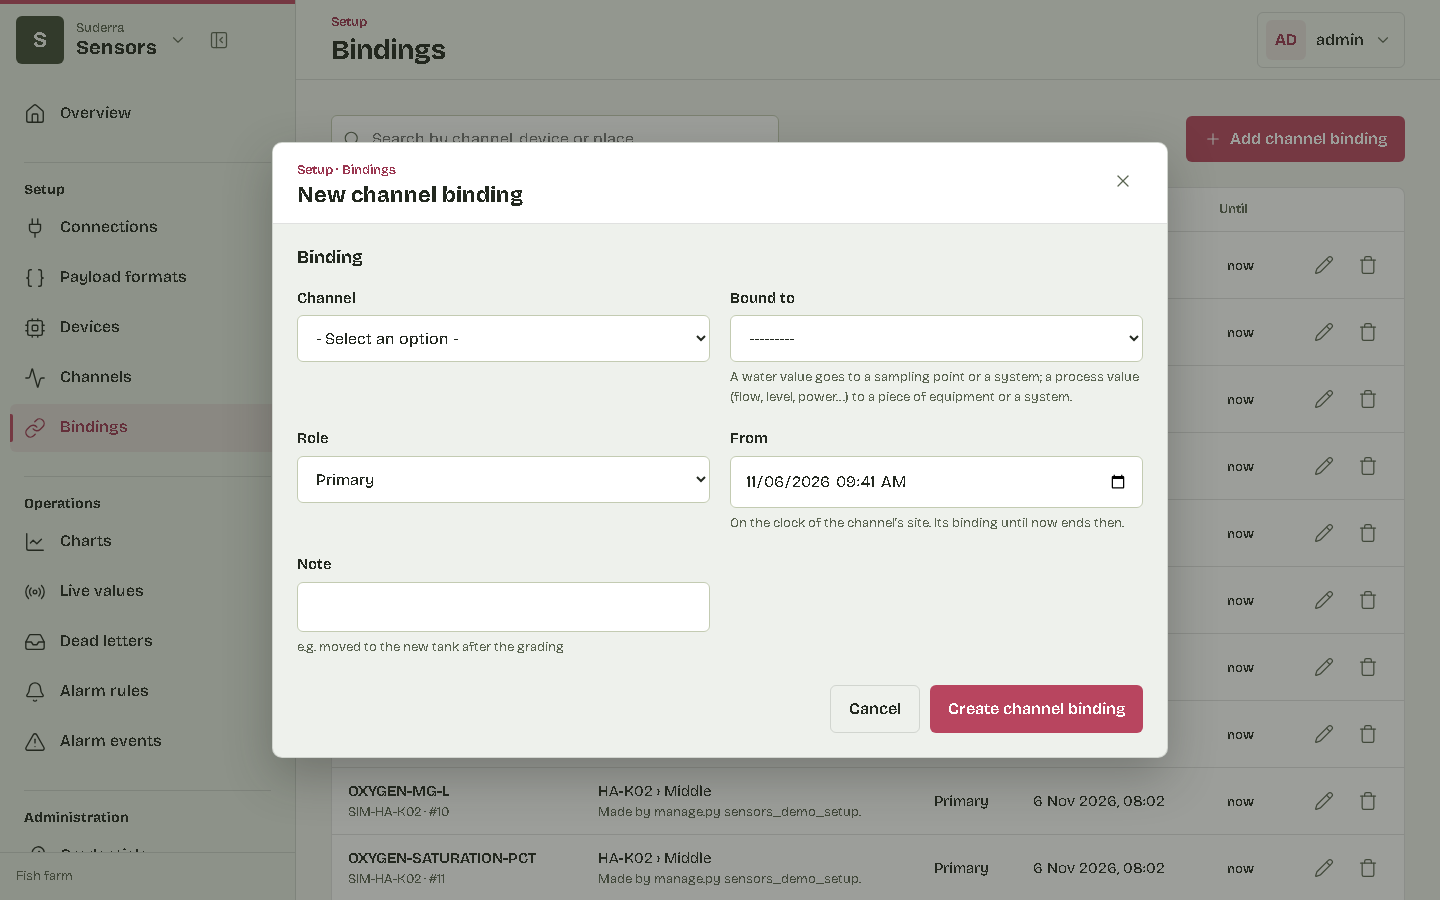 S
Suderra
Sensors
Overview
Setup
Connections
Payload formats
Devices
Channels
Bindings
Operations
Charts
Live values
Dead letters
Alarm rules
Alarm events
Administration
Fish farm
Setup
Bindings
AD
admin
Search by channel, device or place
Add channel binding
Until
now
now
now
now
now
now
now
now
Setup · Bindings
New channel binding
Binding
Channel
- Select an option -
Bound to
---------
A water value goes to a sampling point or a system; a process value
(flow, level, power…) to a piece of equipment or a system.
Role
Primary
From
11/06/2026 09:41 AM
On the clock of the channel's site. Its binding until now ends then.
Note
e.g. moved to the new tank after the grading
Cancel
Create channel binding
OXYGEN-MG-L
SIM-HA-K02 · #10
HA-K02 › Middle
Made by manage.py sensors_demo_setup.
Primary
6 Nov 2026, 08:02
now
OXYGEN-SATURATION-PCT
SIM-HA-K02 · #11
HA-K02 › Middle
Made by manage.py sensors_demo_setup.
Primary
6 Nov 2026, 08:02
now